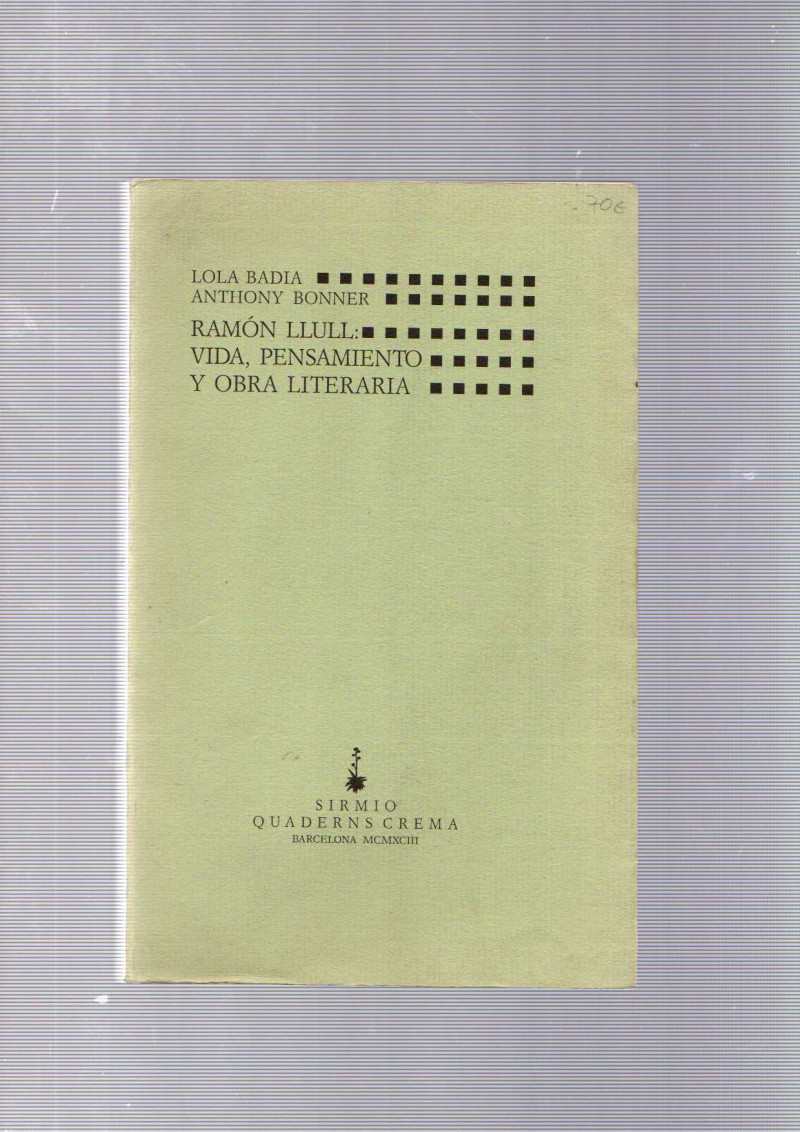 70€
LOLA BADIA
ANTHONY BONNER
RAMÓN LLULL:
VIDA, PENSAMIENTO
Y OBRA LITERARIA
SIRMIO
QUADERNS CREMA
BARCELONA MCMXCIII